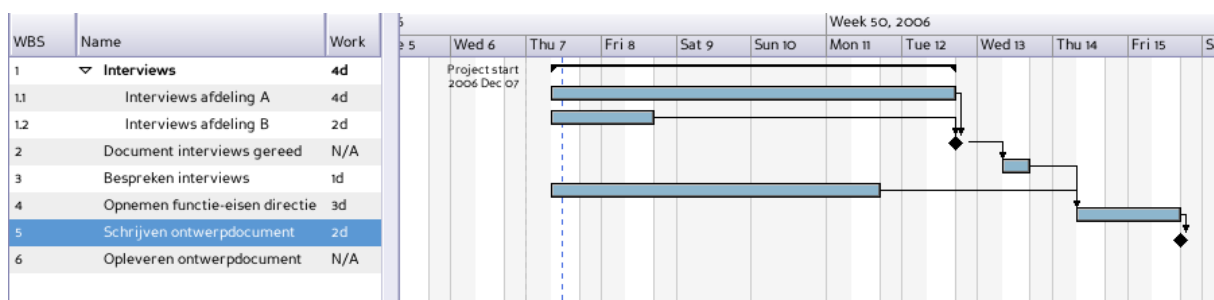 Week 50, 2006
WBS Name Work
5 Wed 6 Thu 7 Fri 8 Sat 9 Sun 10 Mon 11 Tue 12 Wed 13 Thu 14 Fri 15 S
1 Interviews 4d
Project start
2006 Dec 07
1.1 Interviews afdeling A 4d
1.2 Interviews afdeling B 2d
2 Document interviews gereed N/A
3 Bespreken interviews 1d
4 Opnemen functie-eisen directie 3d
5 Schrijven ontwerpdocument 2d
6 Opleveren ontwerpdocument N/A